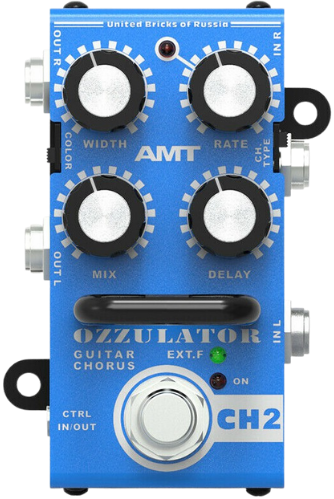 United Bricks of Russia
OUT R
IN R
WIDTH
RATE
COLOR
AMT
CH. TYPE
MIX
DELAY
OUT L
IN L
OZZULATOR
GUITAR
CHORUS
EXT.F
ON
CTRL
IN/OUT
CH2